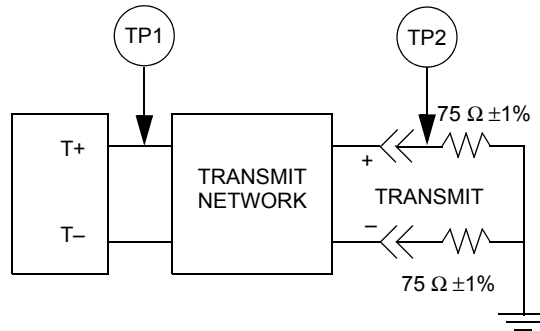 TP1
TP2
75 Ω ±1%
T+
+
TRANSMIT
NETWORK
TRANSMIT
T–
–
75 Ω ±1%